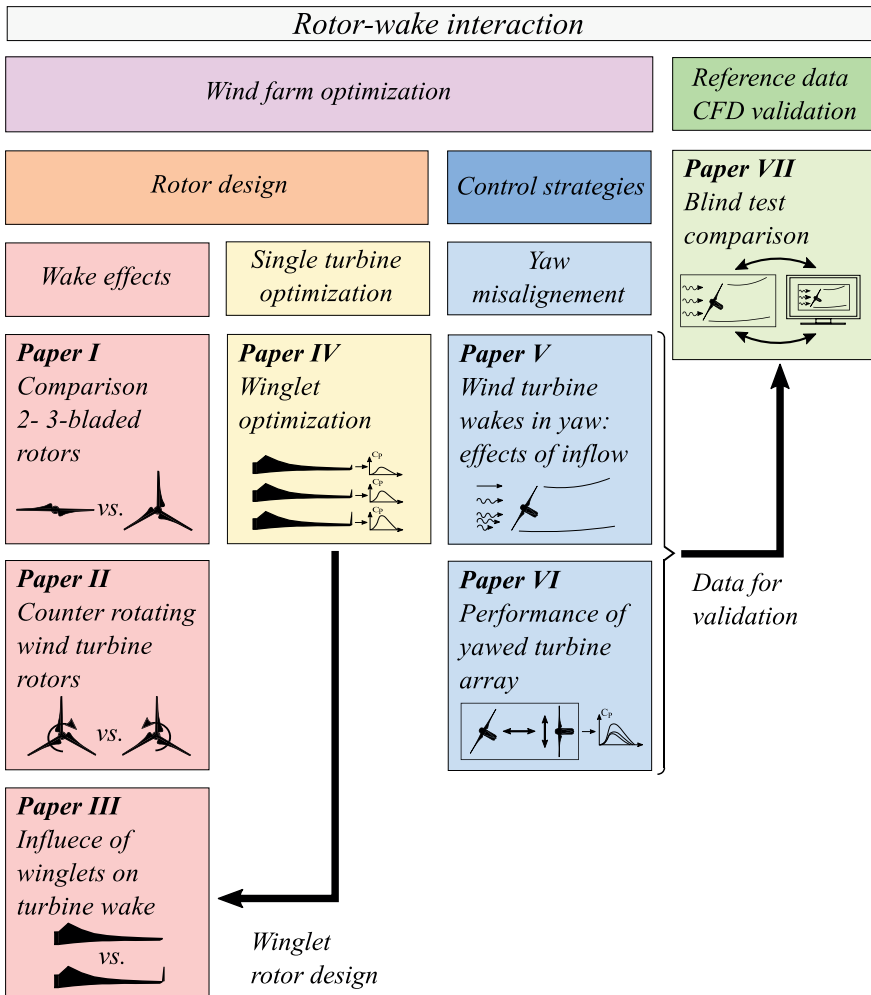 Rotor-wake interaction
Wind farm optimization
Reference data
CFD validation
Rotor design
Control strategies
Paper VII
Blind test
comparison
Wake effects
Single turbine
optimization
Yaw
misalignement
Paper I
Comparison
2- 3-bladed
rotors
vs.
Paper IV
Winglet
optimization
CP
CP
CP
Paper V
Wind turbine
wakes in yaw:
effects of inflow
Paper II
Counter rotating
wind turbine
rotors
vs.
Paper VI
Performance of
yawed turbine
array
CP
Data for
validation
Paper III
Influece of
winglets on
turbine wake
vs.
Winglet
rotor design